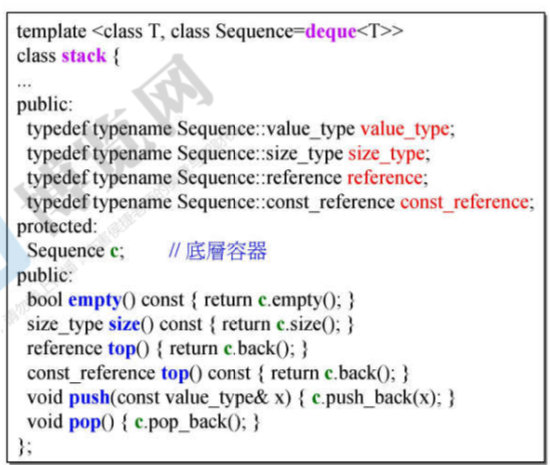 template <class T, class Sequence=deque<T>>
class stack {
...
public:
typedef typename Sequence::value_type value_type;
typedef typename Sequence::size_type size_type;
typedef typename Sequence::reference reference;
typedef typename Sequence::const_reference const_reference;
protected:
Sequence c; // 底層容器
public:
bool empty() const { return c.empty(); }
size_type size() const { return c.size(); }
reference top() { return c.back(); }
const_reference top() const { return c.back(); }
void push(const value_type& x) { c.push_back(x); }
void pop() { c.pop_back(); }
};
博览网